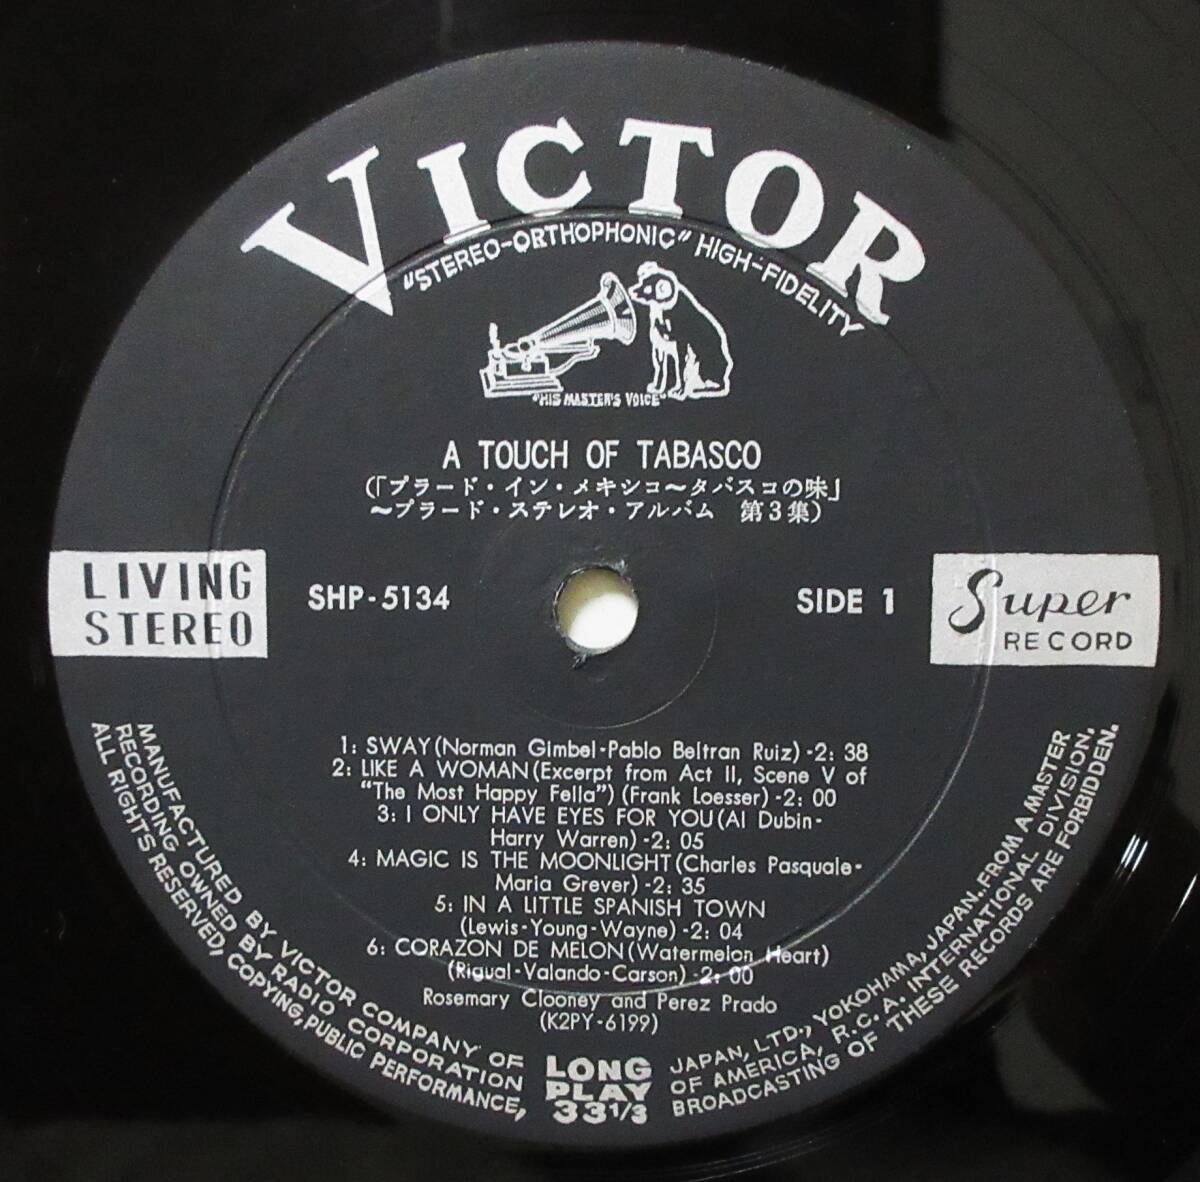 VICTOR
"STEREO-ORTHOPHONIC" HIGH-FIDELITY
"HIS MASTER'S VOICE"
A TOUCH OF TABASCO
(「プラード・イン・メキシコ〜タバスコの味」
〜プラード・ステレオ・アルバム　第3集)
LIVING
STEREO
SHP-5134
SIDE 1
Super
RECORD
1: SWAY (Norman Gimbel-Pablo Beltran Ruiz) -2: 38
2: LIKE A WOMAN (Excerpt from Act II, Scene V of
"The Most Happy Fella") (Frank Loesser) -2: 00
3: I ONLY HAVE EYES FOR YOU (Al Dubin-
Harry Warren) -2: 05
4: MAGIC IS THE MOONLIGHT (Charles Pasquale-
Maria Grever) -2: 35
5: IN A LITTLE SPANISH TOWN
(Lewis-Young-Wayne) -2: 04
6: CORAZON DE MELON (Watermelon Heart)
(Rigual-Valando-Carson) -2: 00
Rosemary Clooney and Perez Prado
(K2PY-6199)
LONG
PLAY
33 1/3
MANUFACTURED BY VICTOR COMPANY OF JAPAN, LTD., YOKOHAMA, JAPAN. FROM A MASTER
RECORDING OWNED BY RADIO CORPORATION OF AMERICA, R.C.A. INTERNATIONAL DIVISION,
ALL RIGHTS RESERVED, COPYING, PUBLIC PERFORMANCE, BROADCASTING OF THESE RECORDS ARE FORBIDDEN.